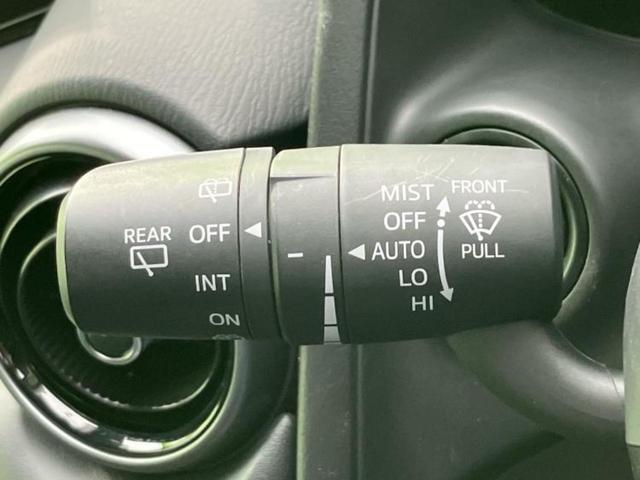 REAR
OFF
INT
ON
MIST
OFF
AUTO
LO
HI
FRONT
PULL